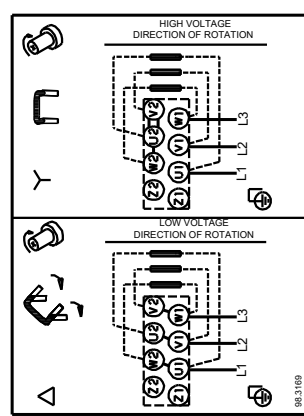 HIGH VOLTAGE
DIRECTION OF ROTATION
Z2 W2 U2 V2
Z1 U1 V1 W1
L1 L2 L3
LOW VOLTAGE
DIRECTION OF ROTATION
Z2 W2 U2 V2
Z1 U1 V1 W1
L1 L2 L3
98.3169